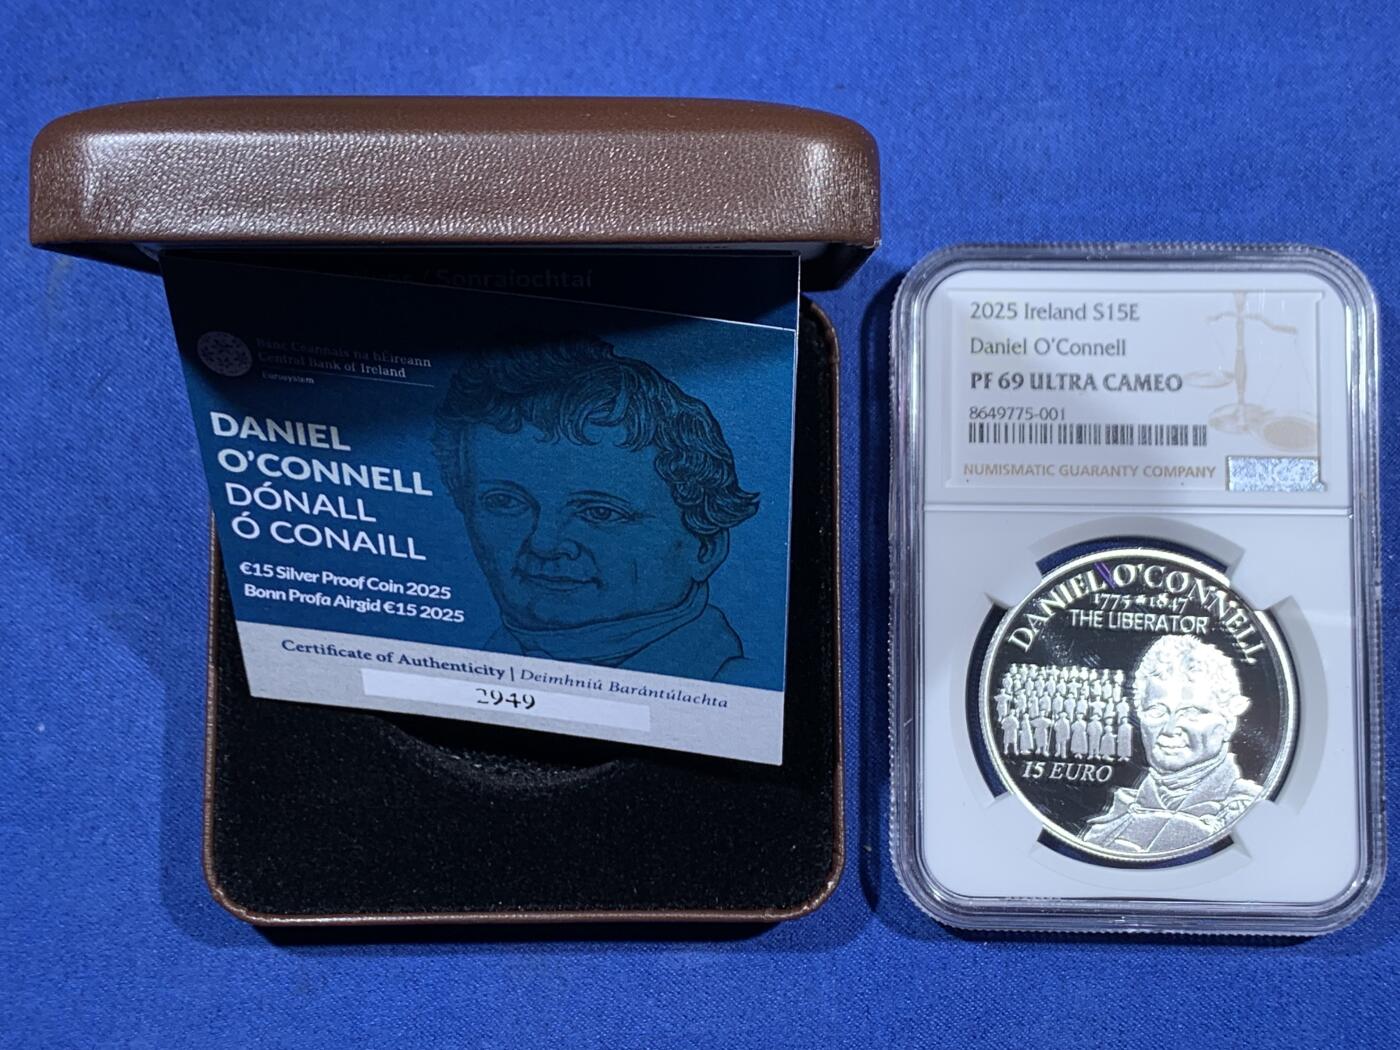 / Sonraíochtaí
Banc Ceannais na hÉireann
Central Bank of Ireland
Eurosystem
DANIEL
O'CONNELL
DÓNALL
Ó CONAILL
€15 Silver Proof Coin 2025
Bonn Profa Airgid €15 2025
Certificate of Authenticity | Deimhniú Barántúlachta
2949
2025 Ireland S15E
Daniel O'Connell
PF 69 ULTRA CAMEO
8649775-001
NUMISMATIC GUARANTY COMPANY
DANIEL O'CONNELL
1775 ★ 1847
THE LIBERATOR
15 EURO